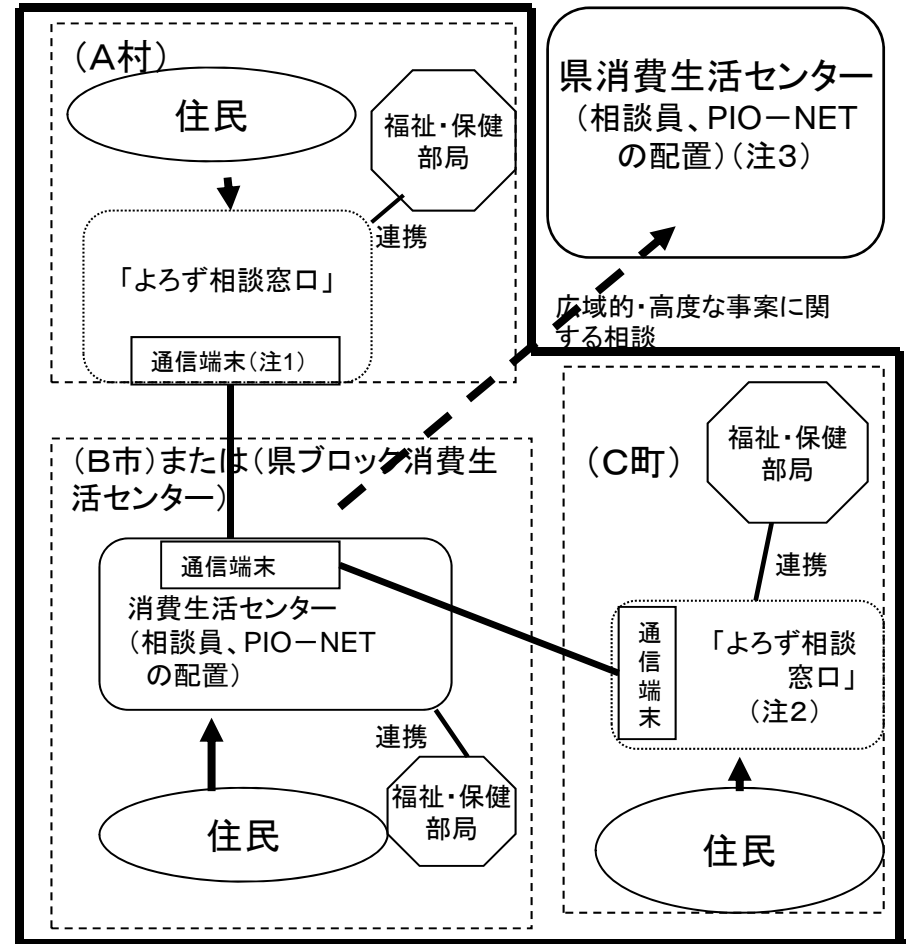 （A村）
住民
福祉・保健
部局
連携
「よろず相談窓口」
通信端末（注1）
県消費生活センター
（相談員、PIO－NET
の配置）（注３）
広域的・高度な事案に関
する相談
（B市）または（県ブロック消費生
活センター）
通信端末
消費生活センター
（相談員、PIO－NET
の配置）
連携
福祉・保健
部局
住民
（C町）
福祉・保健
部局
連携
通信端末
「よろず相談
窓口」
（注２）
住民